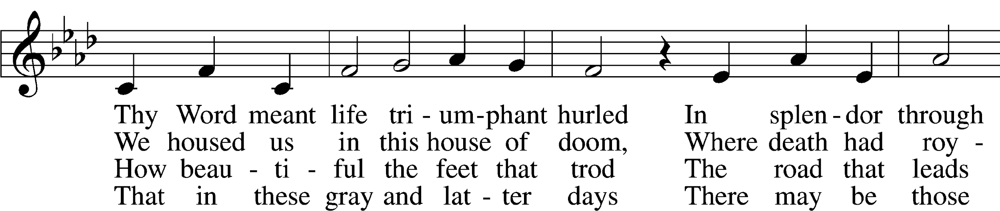 Thy Word meant life tri - um - phant hurled In splen - dor through
We housed us in this house of doom, Where death had roy -
How beau - ti - ful the feet that trod The road that leads
That in these gray and lat - ter days There may be those